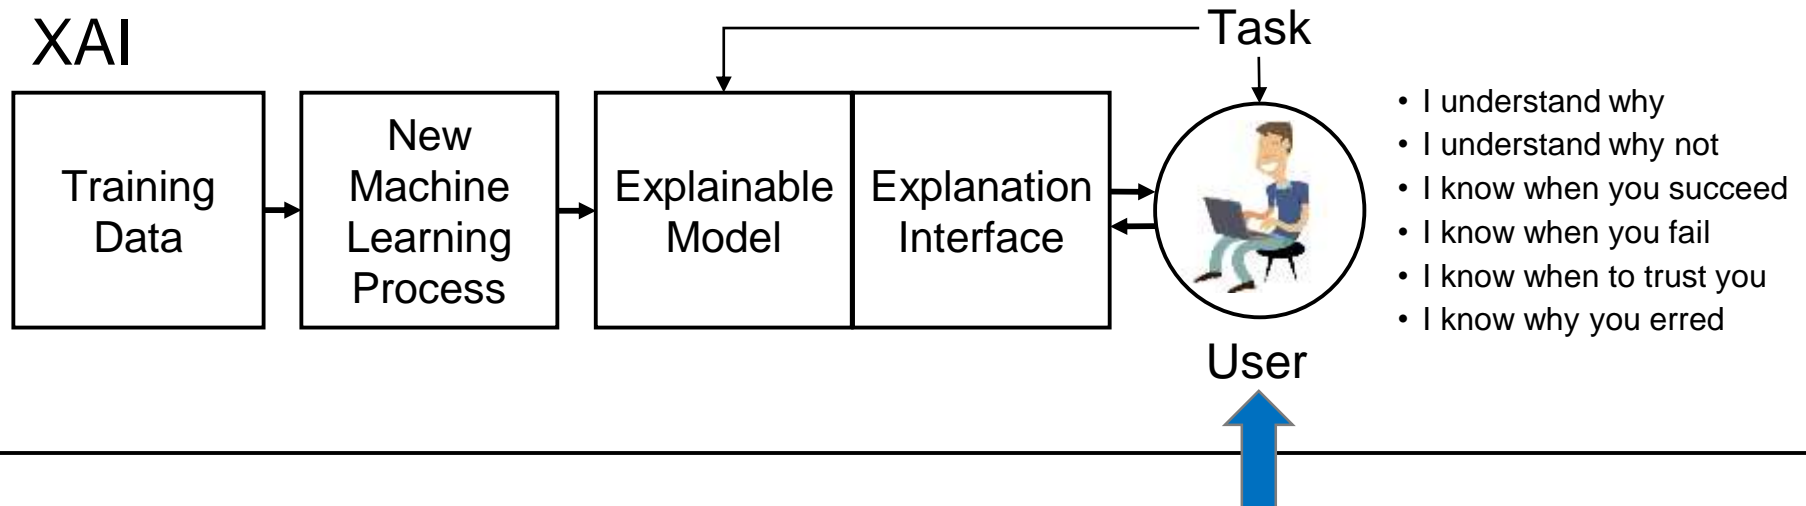 XAI
Task
Training
Data
New
Machine
Learning
Process
Explainable
Model
Explanation
Interface
• I understand why
• I understand why not
• I know when you succeed
• I know when you fail
• I know when to trust you
• I know why you erred
User